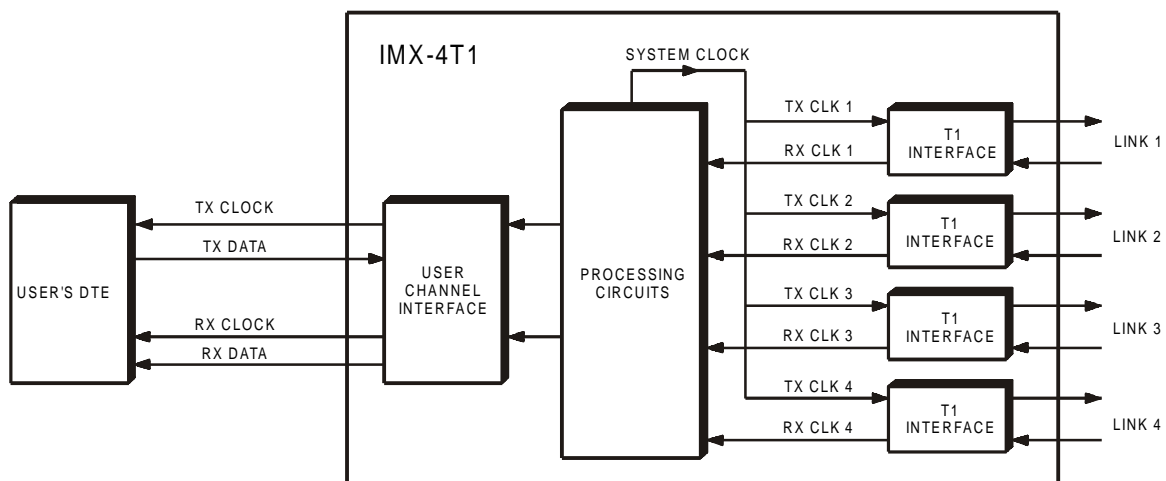 IMX-4T1
SYSTEM CLOCK
TX CLK 1
T1
INTERFACE
RX CLK 1
LINK 1
TX CLOCK
TX DATA
USER'S DTE
RX CLOCK
RX DATA
USER
CHANNEL
INTERFACE
PROCESSING
CIRCUITS
TX CLK 2
T1
INTERFACE
RX CLK 2
LINK 2
TX CLK 3
T1
INTERFACE
RX CLK 3
LINK 3
TX CLK 4
T1
INTERFACE
RX CLK 4
LINK 4